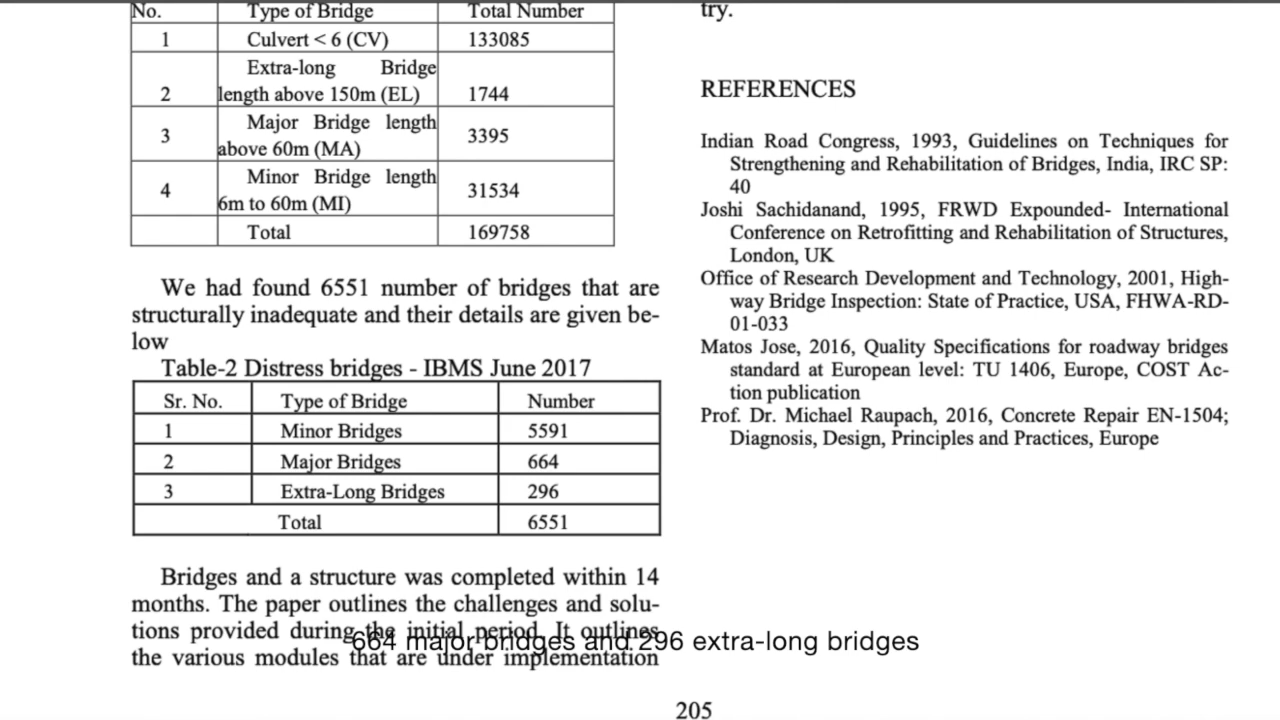 No. Type of Bridge Total Number
1 Culvert < 6 (CV) 133085
Extra-long Bridge
2 length above 150m (EL) 1744
Major Bridge length
3 above 60m (MA) 3395
Minor Bridge length
4 6m to 60m (MI) 31534
Total 169758
We had found 6551 number of bridges that are
structurally inadequate and their details are given be-
low
Table-2 Distress bridges - IBMS June 2017
Sr. No. Type of Bridge Number
1 Minor Bridges 5591
2 Major Bridges 664
3 Extra-Long Bridges 296
Total 6551
Bridges and a structure was completed within 14
months. The paper outlines the challenges and solu-
tions provided during the initial period. It outlines
the various modules that are under implementation
try.
REFERENCES
Indian Road Congress, 1993, Guidelines on Techniques for
Strengthening and Rehabilitation of Bridges, India, IRC SP:
40
Joshi Sachidanand, 1995, FRWD Expounded- International
Conference on Retrofitting and Rehabilitation of Structures,
London, UK
Office of Research Development and Technology, 2001, High-
way Bridge Inspection: State of Practice, USA, FHWA-RD-
01-033
Matos Jose, 2016, Quality Specifications for roadway bridges
standard at European level: TU 1406, Europe, COST Ac-
tion publication
Prof. Dr. Michael Raupach, 2016, Concrete Repair EN-1504;
Diagnosis, Design, Principles and Practices, Europe
664 major bridges and 296 extra-long bridges
205